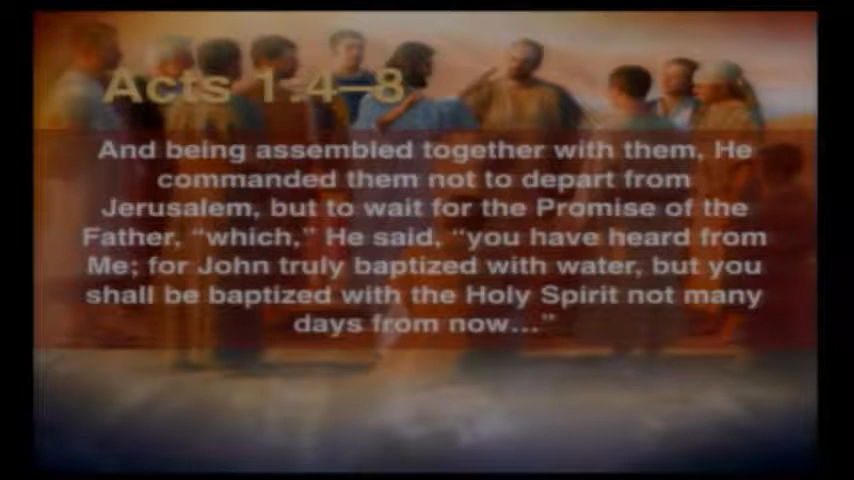 Acts 1:4–8
And being assembled together with them, He
commanded them not to depart from
Jerusalem, but to wait for the Promise of the
Father, “which,” He said, “you have heard from
Me; for John truly baptized with water, but you
shall be baptized with the Holy Spirit not many
days from now...”